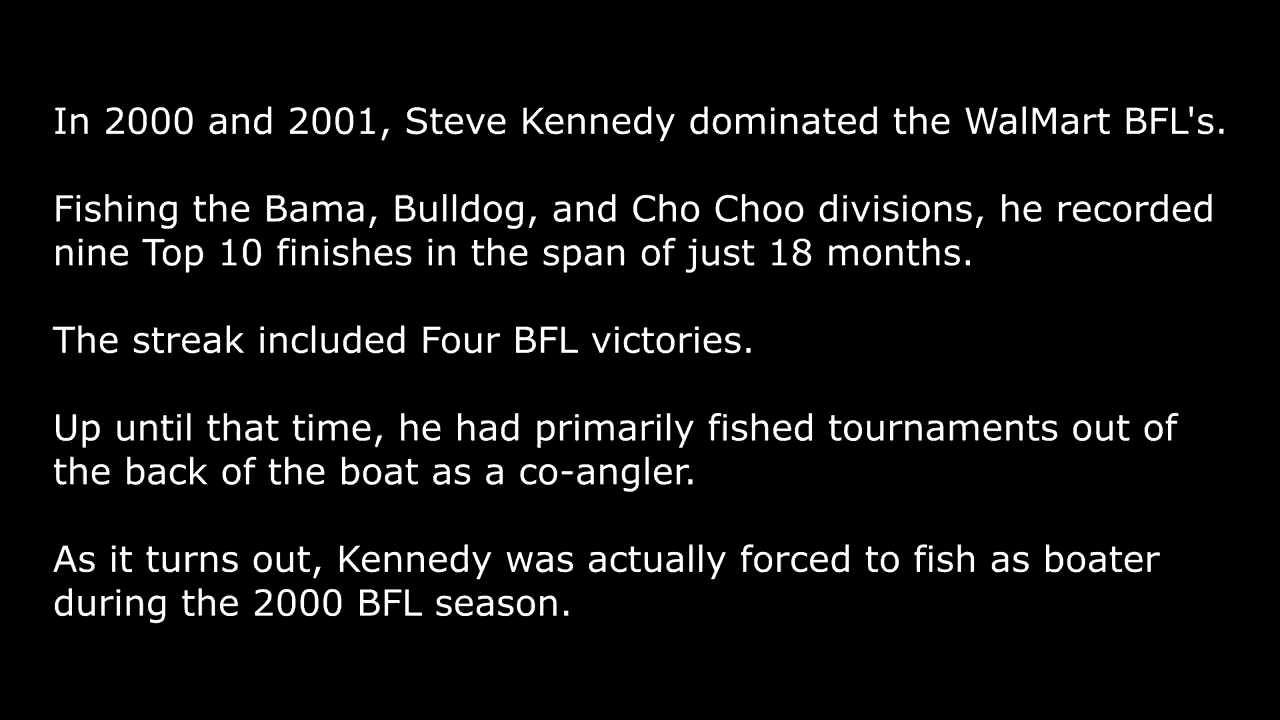 In 2000 and 2001, Steve Kennedy dominated the WalMart BFL's.
Fishing the Bama, Bulldog, and Cho Choo divisions, he recorded
nine Top 10 finishes in the span of just 18 months.
The streak included Four BFL victories.
Up until that time, he had primarily fished tournaments out of
the back of the boat as a co-angler.
As it turns out, Kennedy was actually forced to fish as boater
during the 2000 BFL season.